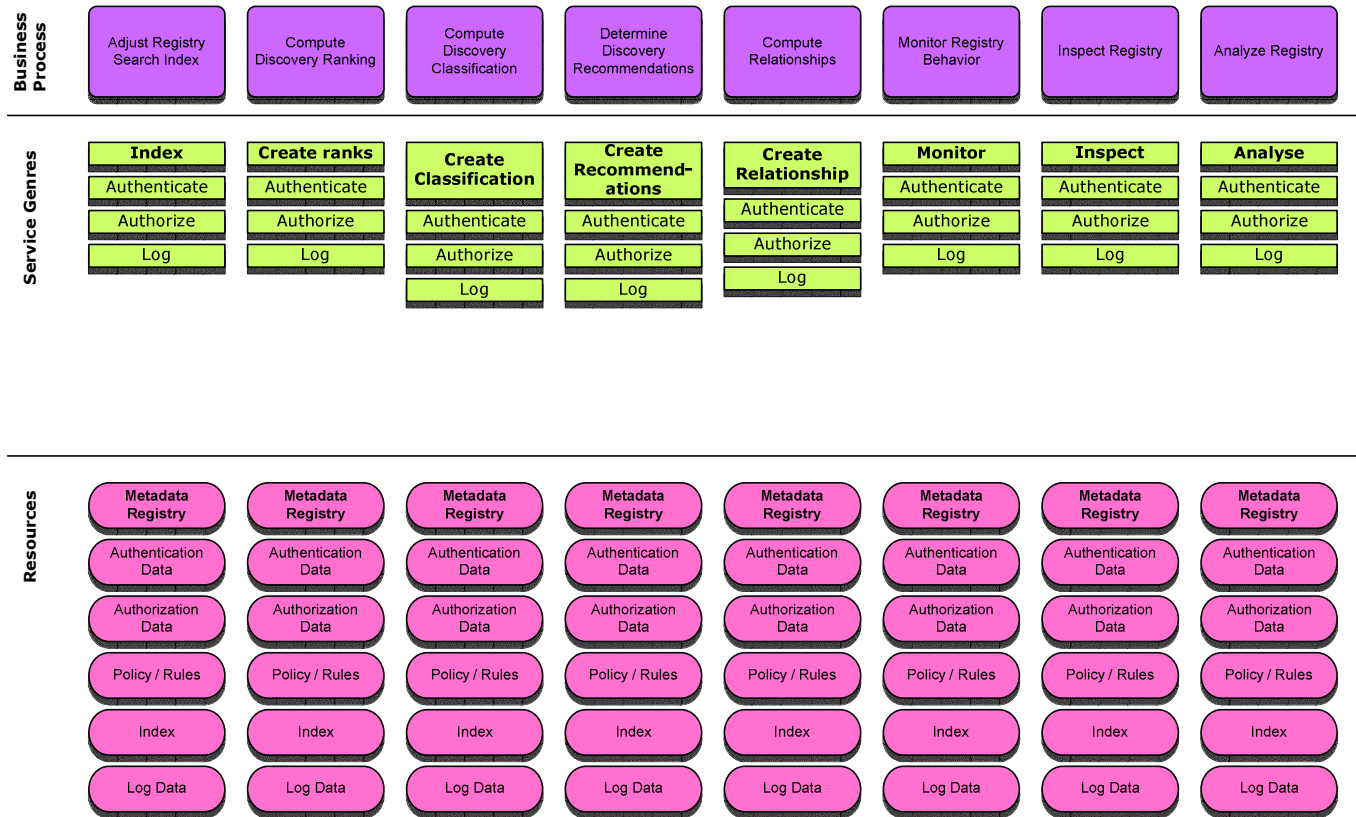 Business
Process
Adjust Registry
Search Index
Compute
Discovery Ranking
Compute
Discovery
Classification
Determine
Discovery
Recommendations
Compute
Relationships
Monitor Registry
Behavior
Inspect Registry
Analyze Registry
Service Genres
Index
Authenticate
Authorize
Log
Create ranks
Authenticate
Authorize
Log
Create
Classification
Authenticate
Authorize
Log
Create
Recommend-
ations
Authenticate
Authorize
Log
Create
Relationship
Authenticate
Authorize
Log
Monitor
Authenticate
Authorize
Log
Inspect
Authenticate
Authorize
Log
Analyse
Authenticate
Authorize
Log
Resources
Metadata
Registry
Authentication
Data
Authorization
Data
Policy / Rules
Index
Log Data
Metadata
Registry
Authentication
Data
Authorization
Data
Policy / Rules
Index
Log Data
Metadata
Registry
Authentication
Data
Authorization
Data
Policy / Rules
Index
Log Data
Metadata
Registry
Authentication
Data
Authorization
Data
Policy / Rules
Index
Log Data
Metadata
Registry
Authentication
Data
Authorization
Data
Policy / Rules
Index
Log Data
Metadata
Registry
Authentication
Data
Authorization
Data
Policy / Rules
Index
Log Data
Metadata
Registry
Authentication
Data
Authorization
Data
Policy / Rules
Index
Log Data
Metadata
Registry
Authentication
Data
Authorization
Data
Policy / Rules
Index
Log Data